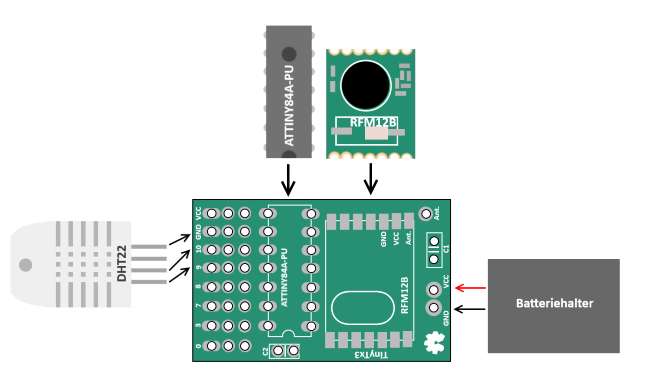 ATTINY84A-PU
RFM12B
DHT22
VCC
GND
10
9
8
7
3
0
ATTINY84A-PU
C2
GND
VCC
Ant.
RFM12B
TinyTx3
Ant.
C1
VCC
GND
Batteriehalter